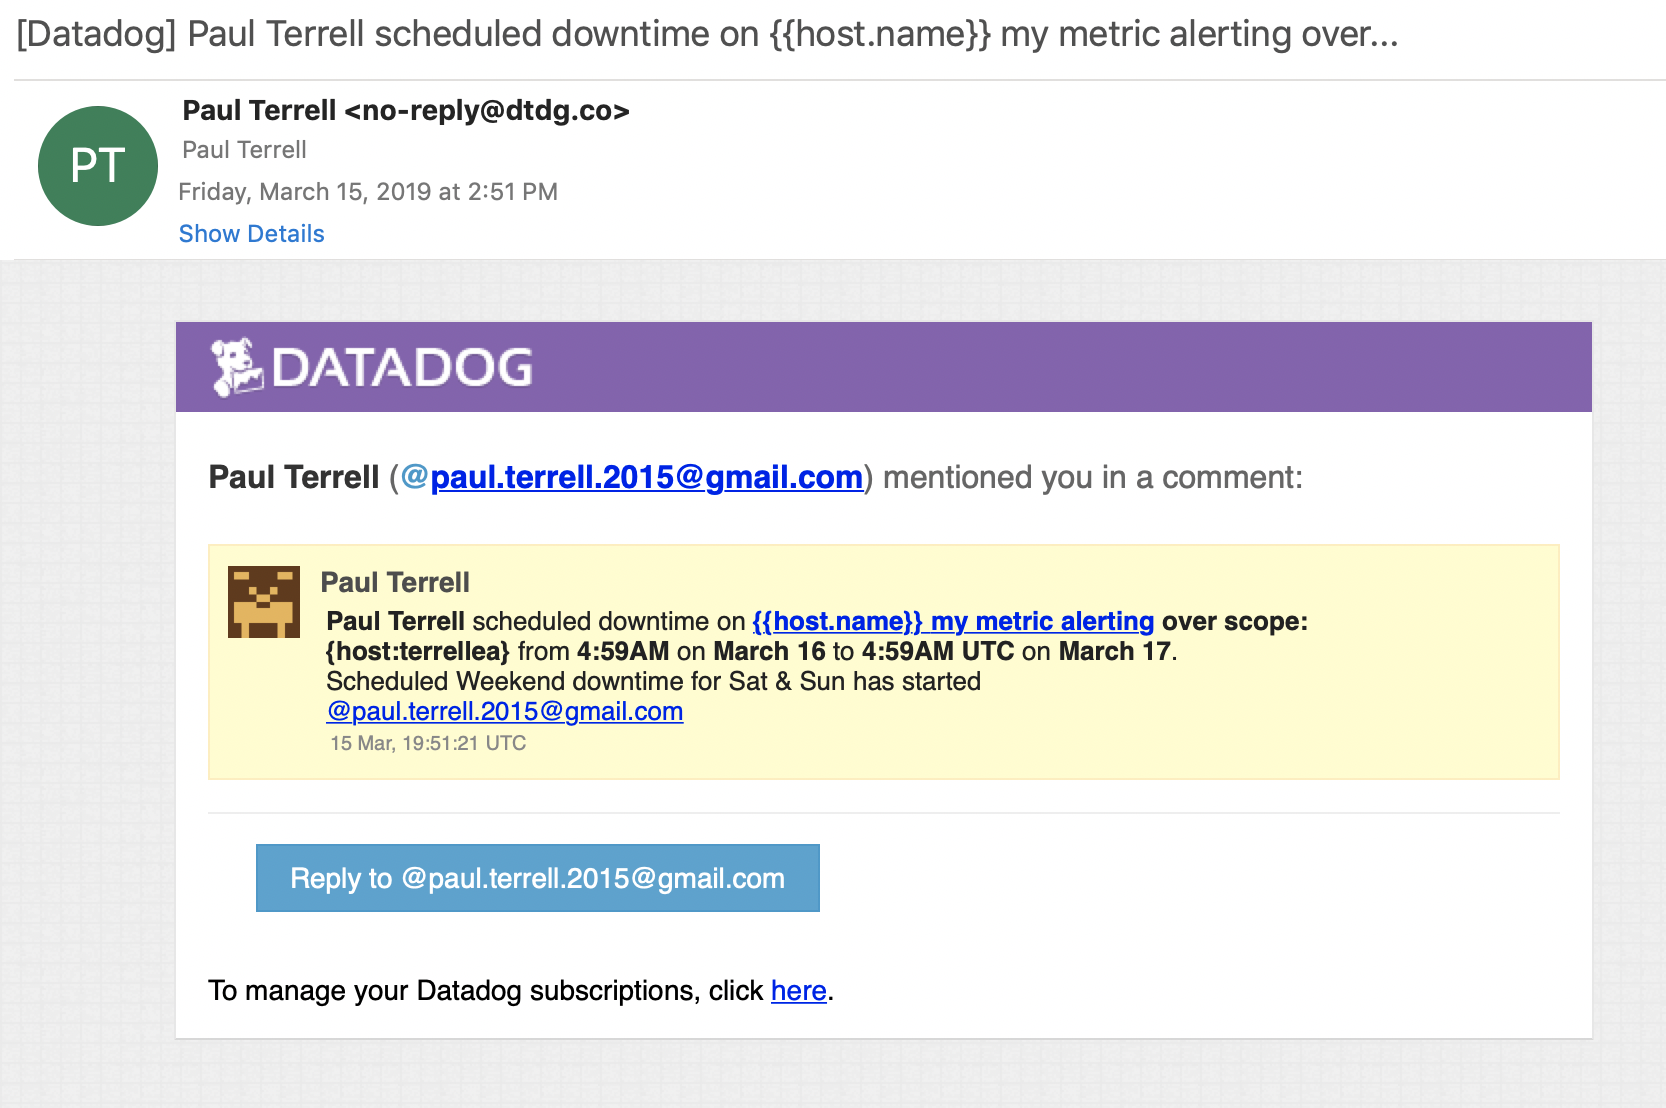 [Datadog] Paul Terrell scheduled downtime on {{host.name}} my metric alerting over...
Paul Terrell <no-reply@dtdg.co>
PT
Paul Terrell
Friday, March 15, 2019 at 2:51 PM
Show Details
DATADOG
Paul Terrell (@paul.terrell.2015@gmail.com) mentioned you in a comment:
Paul Terrell
Paul Terrell scheduled downtime on {{host.name}} my metric alerting over scope:
{host:terrellea} from 4:59AM on March 16 to 4:59AM UTC on March 17.
Scheduled Weekend downtime for Sat & Sun has started
@paul.terrell.2015@gmail.com
15 Mar, 19:51:21 UTC
Reply to @paul.terrell.2015@gmail.com
To manage your Datadog subscriptions, click here.